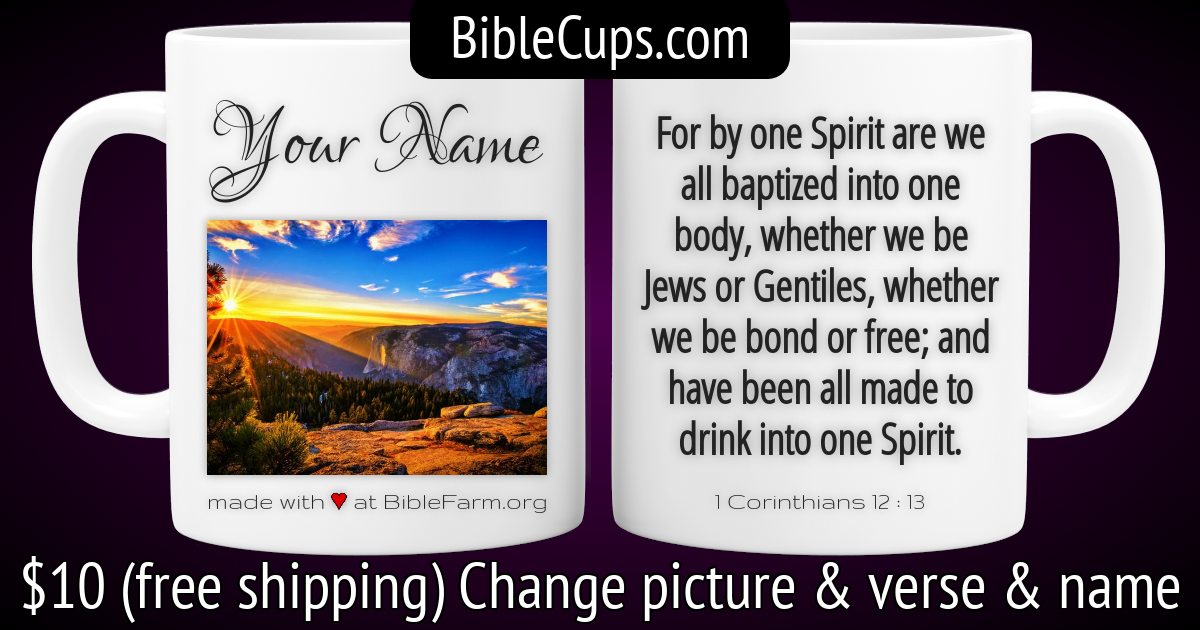 BibleCups.com
Your Name
made with ♥ at BibleFarm.org
For by one Spirit are we
all baptized into one
body, whether we be
Jews or Gentiles, whether
we be bond or free; and
have been all made to
drink into one Spirit.
1 Corinthians 12 : 13
$10 (free shipping) Change picture & verse & name